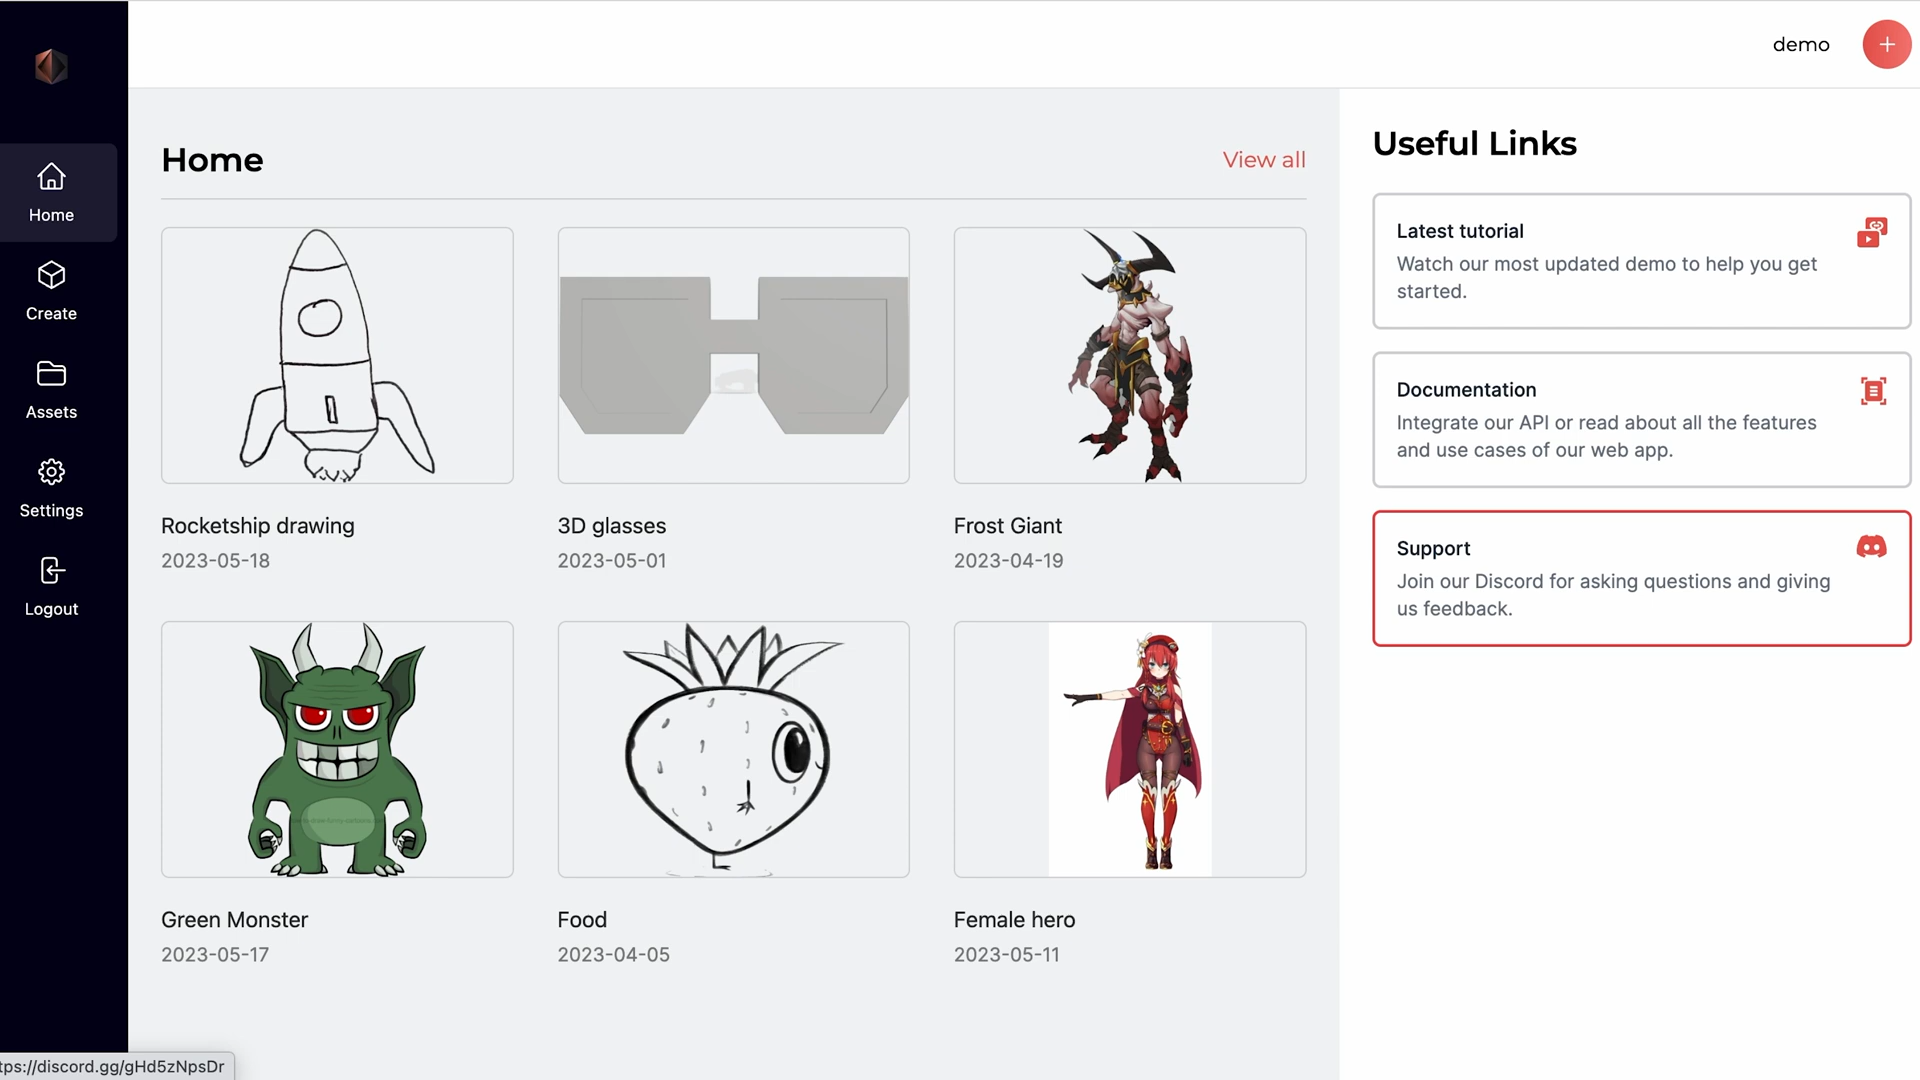 demo
Home
Create
Assets
Settings
Logout
Home
View all
Rocketship drawing
2023-05-18
3D glasses
2023-05-01
Frost Giant
2023-04-19
Green Monster
2023-05-17
Food
2023-04-05
Female hero
2023-05-11
Useful Links
Latest tutorial
Watch our most updated demo to help you get
started.
Documentation
Integrate our API or read about all the features
and use cases of our web app.
Support
Join our Discord for asking questions and giving
us feedback.
tps://discord.gg/gHd5zNpsDr